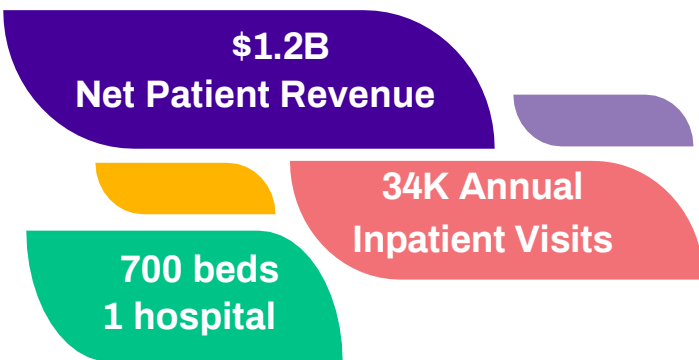 $1.2B
Net Patient Revenue
34K Annual
Inpatient Visits
700 beds
1 hospital